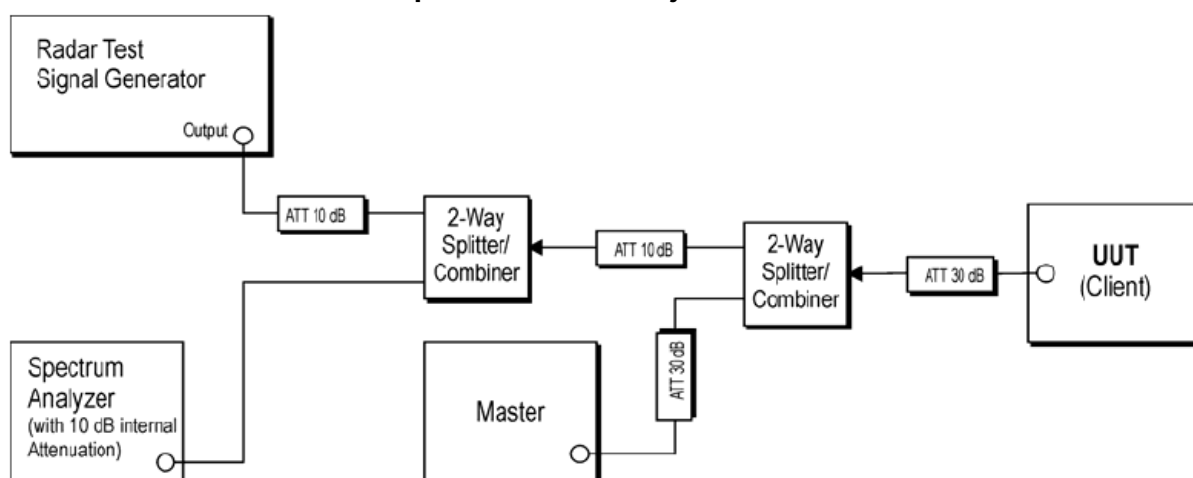 Radar Test
Signal Generator
Output
ATT 10 dB
2-Way
Splitter/
Combiner
ATT 10 dB
2-Way
Splitter/
Combiner
ATT 30 dB
UUT
(Client)
Spectrum
Analyzer
(with 10 dB internal
Attenuation)
Master
ATT 30 dB